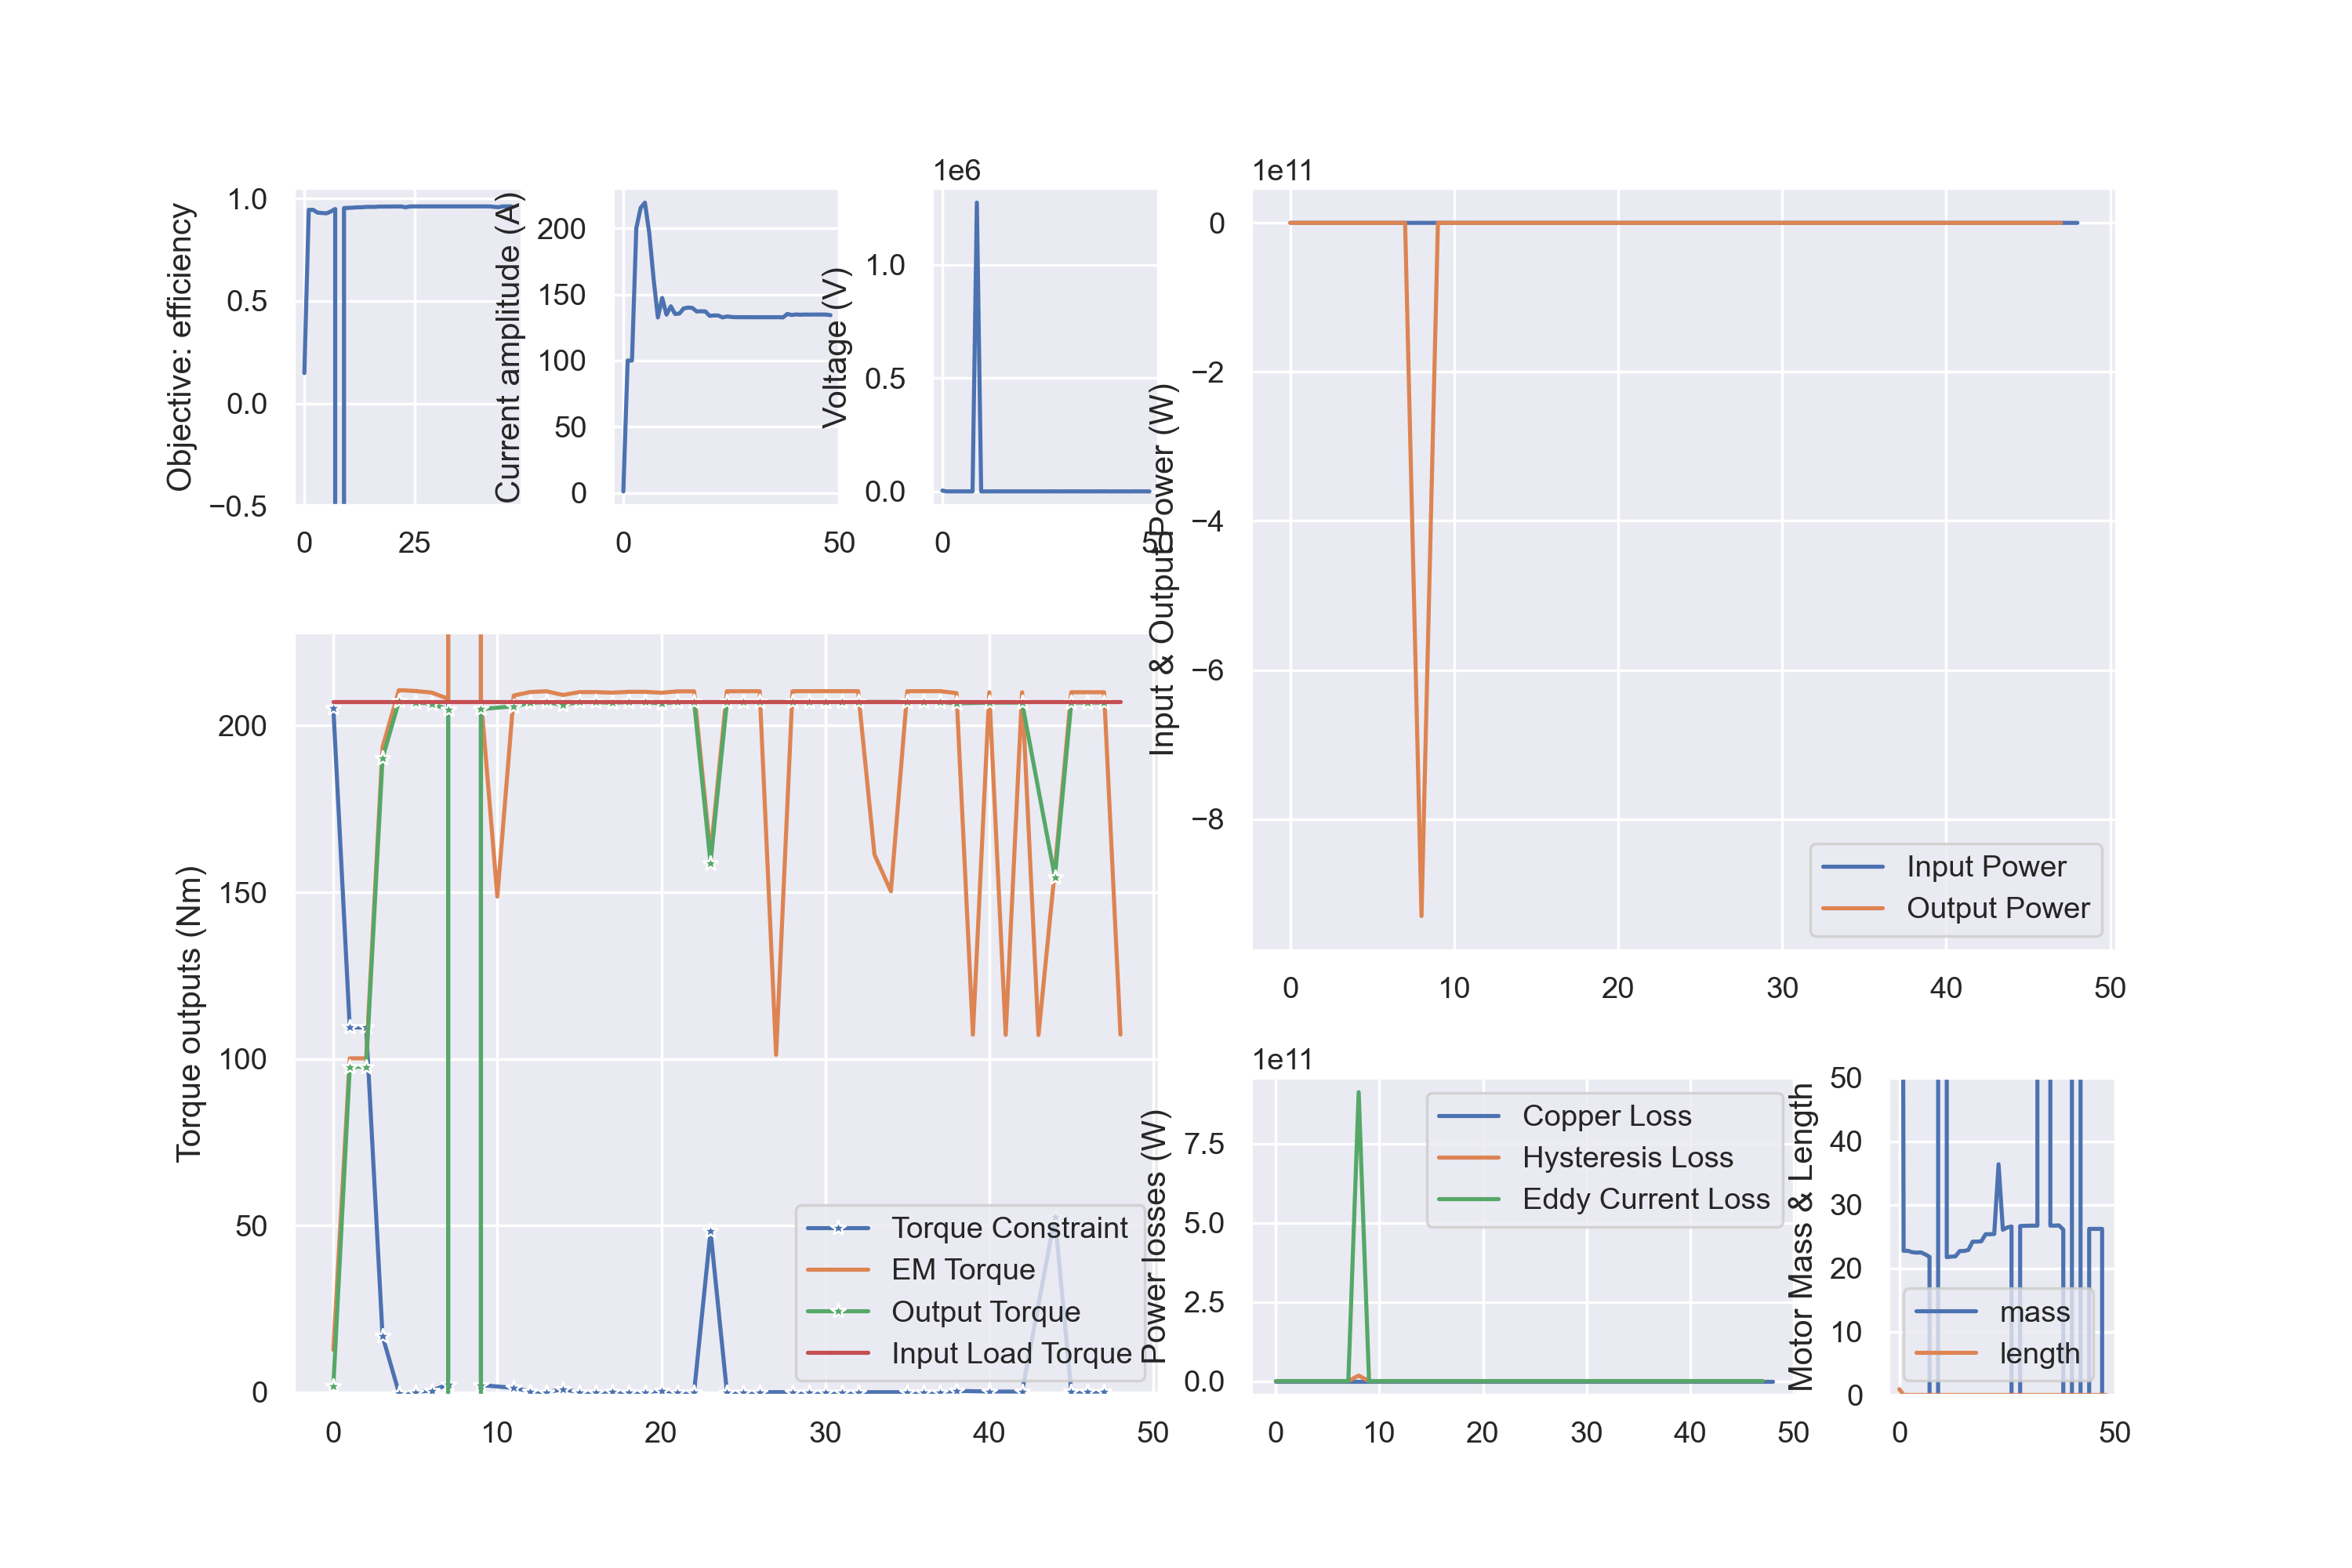 Objective: efficiency
1.0
0.5
0.0
−0.5
0
25
Current amplitude (A)
200
150
100
50
0
0
50
1e6
Voltage (V)
1.0
0.5
0.0
0
50
1e11
Input & Output Power (W)
0
−2
−4
−6
−8
Input Power
Output Power
0
10
20
30
40
50
Torque outputs (Nm)
200
150
100
50
0
Torque Constraint
EM Torque
Output Torque
Input Load Torque
0
10
20
30
40
50
1e11
Power losses (W)
7.5
5.0
2.5
0.0
Copper Loss
Hysteresis Loss
Eddy Current Loss
0
10
20
30
40
50
Motor Mass & Length
50
40
30
20
10
0
mass
length
0
50